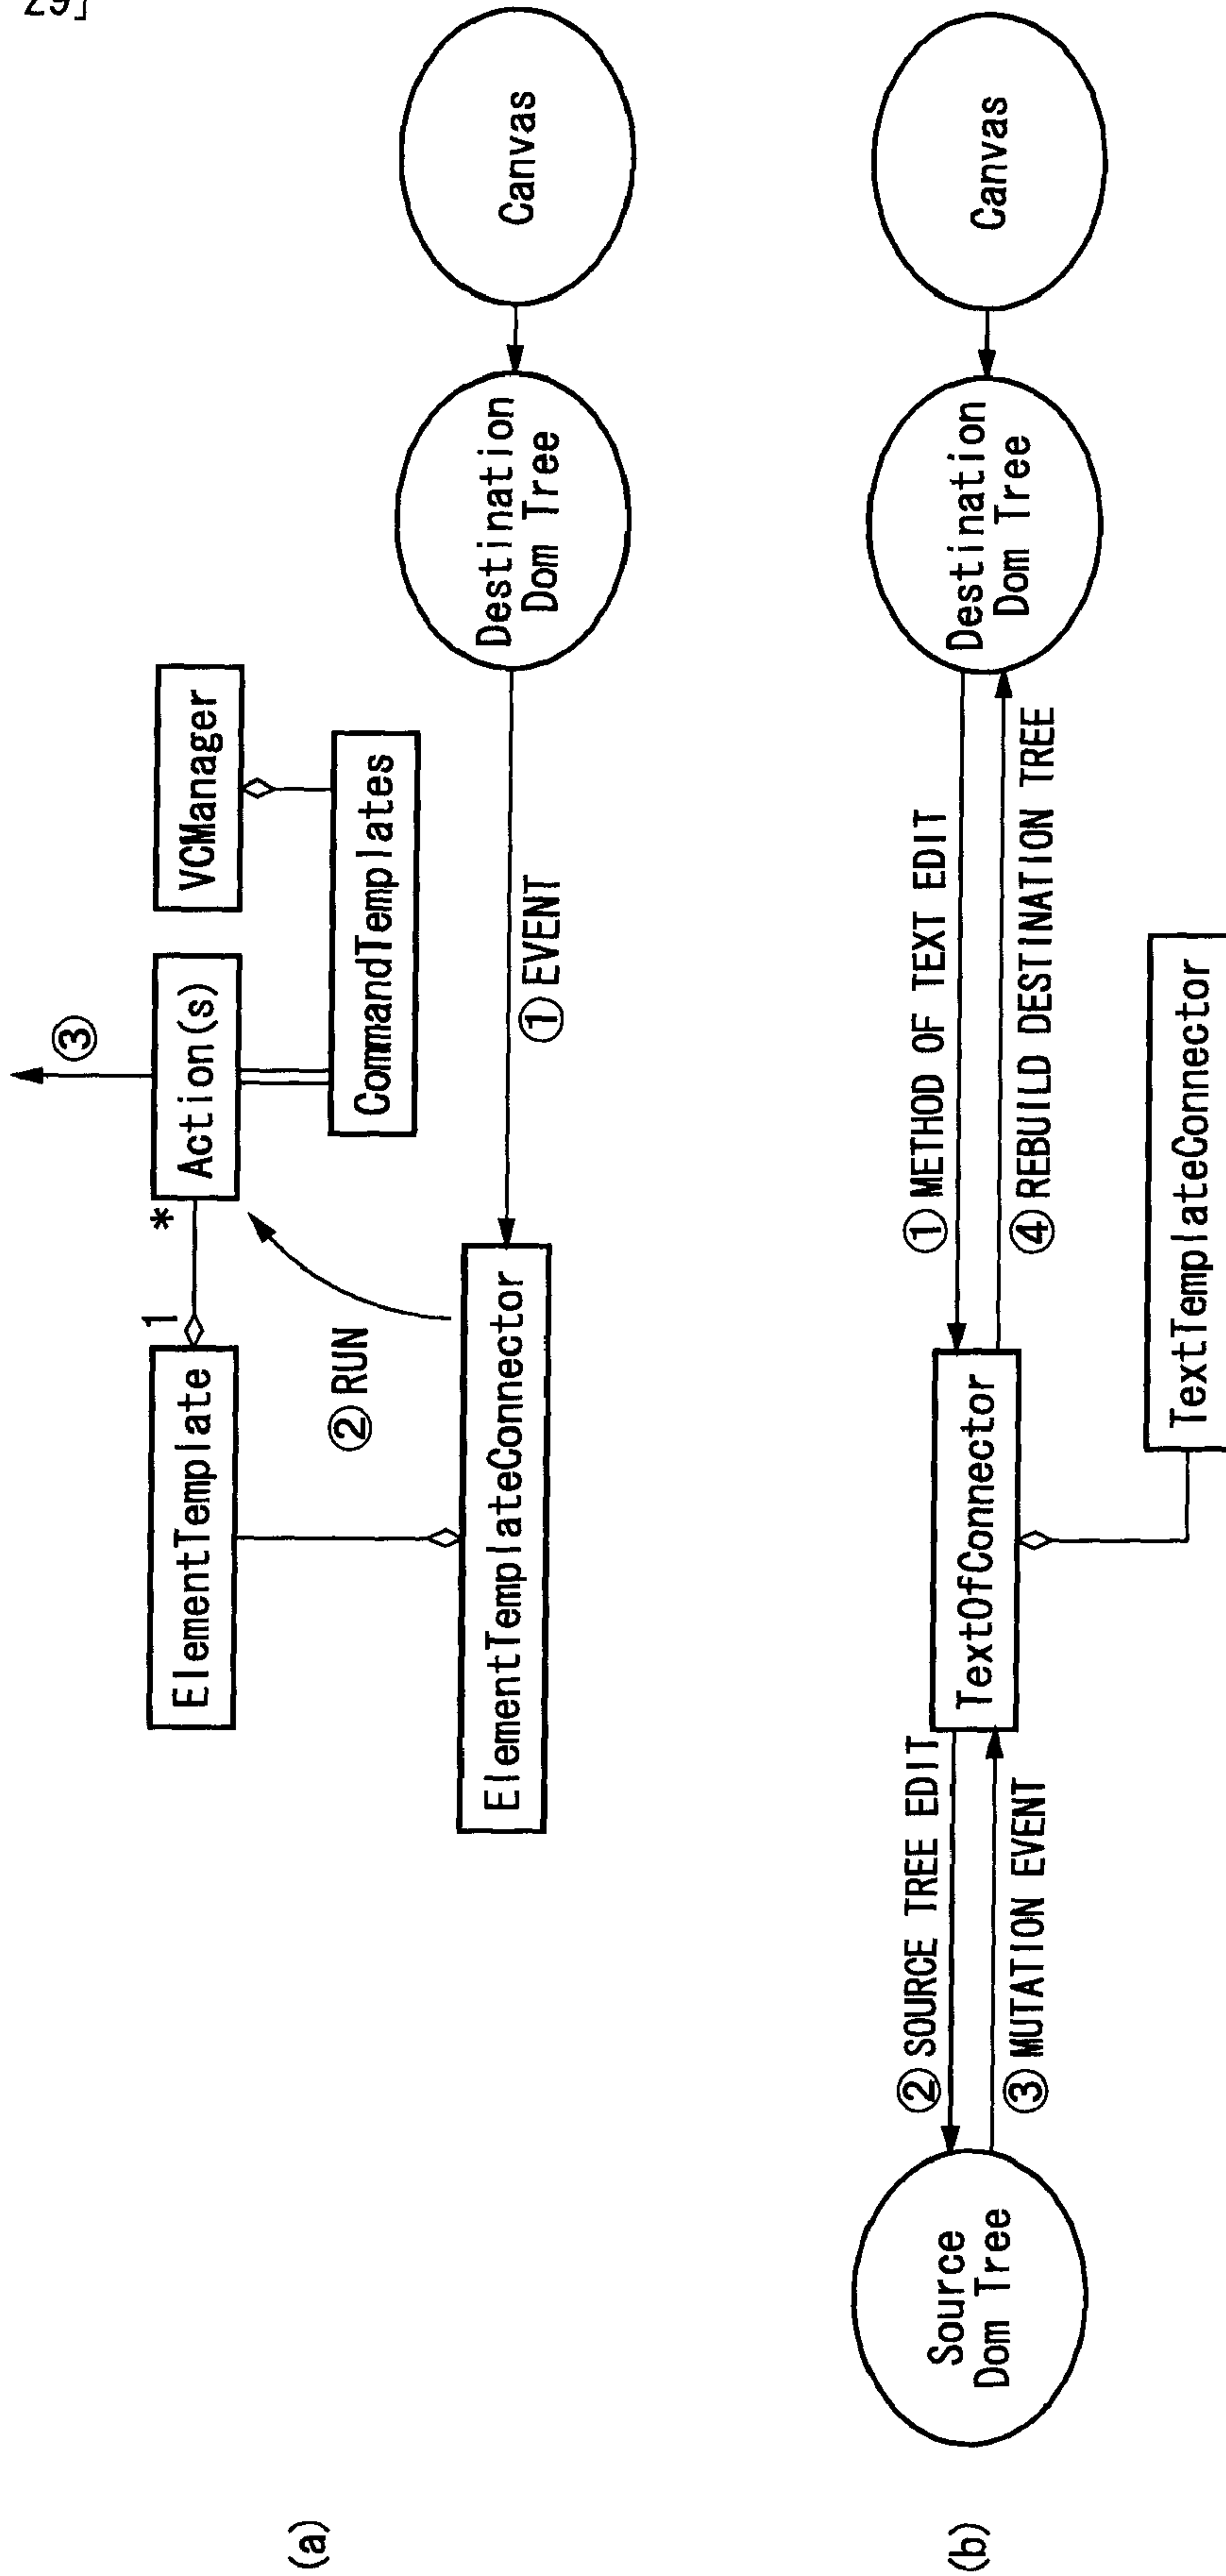 29]
(a)
ElementTemplate
1
*
Action(s)
③
VCManager
CommandTemplates
② RUN
ElementTemplateConnector
① EVENT
Destination
Dom Tree
Canvas
(b)
Source
Dom Tree
② SOURCE TREE EDIT
③ MUTATION EVENT
TextOfConnector
① METHOD OF TEXT EDIT
④ REBUILD DESTINATION TREE
TextTemplateConnector
Destination
Dom Tree
Canvas